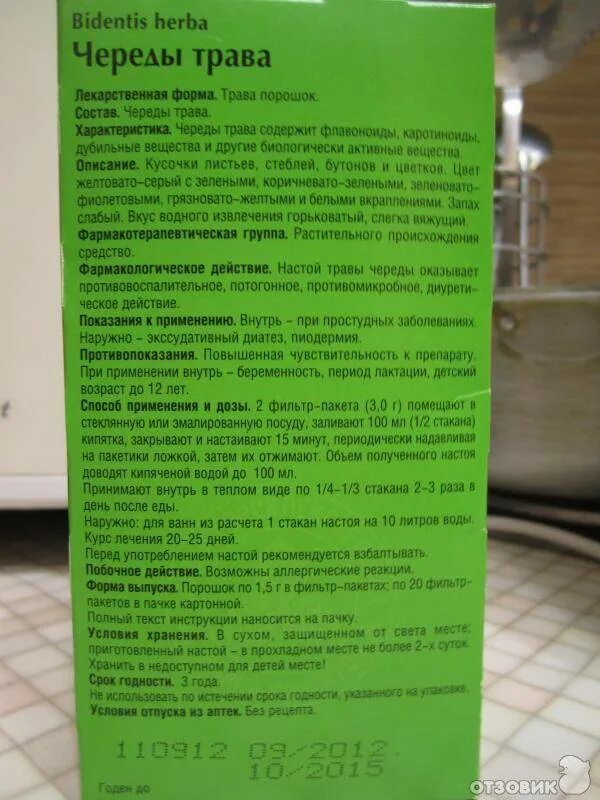 Bidentis herba
Череды трава
Лекарственная форма. Трава порошок.
Состав. Череды трава.
Характеристика. Череды трава содержит флавоноиды, каротиноиды,
дубильные вещества и другие биологически активные вещества.
Описание. Кусочки листьев, стеблей, бутонов и цветков. Цвет
желтовато-серый с зелеными, коричневато-зелеными, зеленовато-
фиолетовыми, грязновато-желтыми и белыми вкраплениями. Запах
слабый. Вкус водного извлечения горьковатый, слегка вяжущий.
Фармакотерапевтическая группа. Растительного происхождения
средство.
Фармакологическое действие. Настой травы череды оказывает
противовоспалительное, потогонное, противомикробное, диурети-
ческое действие.
Показания к применению. Внутрь – при простудных заболеваниях.
Наружно – экссудативный диатез, пиодермия.
Противопоказания. Повышенная чувствительность к препарату.
При применении внутрь – беременность, период лактации, детский
возраст до 12 лет.
Способ применения и дозы. 2 фильтр-пакета (3,0 г) помещают в
стеклянную или эмалированную посуду, заливают 100 мл (1/2 стакана)
кипятка, закрывают и настаивают 15 минут, периодически надавливая
на пакетики ложкой, затем их отжимают. Объем полученного настоя
доводят кипяченой водой до 100 мл.
Принимают внутрь в теплом виде по 1/4–1/3 стакана 2–3 раза в
день после еды.
Наружно: для ванн из расчета 1 стакан настоя на 10 литров воды.
Курс лечения 20–25 дней.
Перед употреблением настой рекомендуется взбалтывать.
Побочное действие. Возможны аллергические реакции.
Форма выпуска. Порошок по 1,5 г в фильтр-пакетах; по 20 фильтр-
пакетов в пачке картонной.
Полный текст инструкции наносится на пачку.
Условия хранения. В сухом, защищенном от света месте;
приготовленный настой – в прохладном месте не более 2-х суток.
Хранить в недоступном для детей месте!
Срок годности. 3 года.
Не использовать по истечении срока годности, указанного на упаковке.
Условия отпуска из аптек. Без рецепта.
110912 09/2012
10/2015
Годен до
ОТЗОВИК